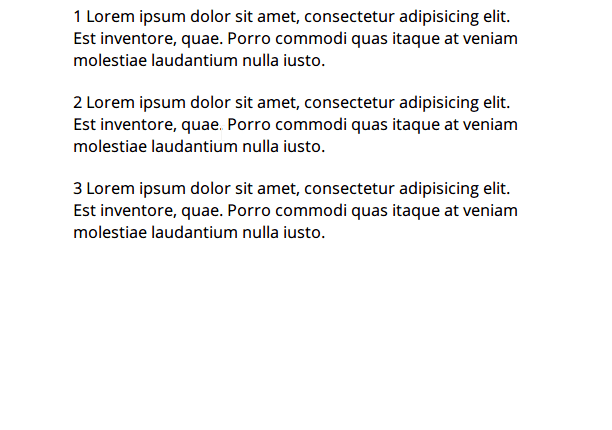 1 Lorem ipsum dolor sit amet, consectetur adipisicing elit.
Est inventore, quae. Porro commodi quas itaque at veniam
molestiae laudantium nulla iusto.
2 Lorem ipsum dolor sit amet, consectetur adipisicing elit.
Est inventore, quae. Porro commodi quas itaque at veniam
molestiae laudantium nulla iusto.
3 Lorem ipsum dolor sit amet, consectetur adipisicing elit.
Est inventore, quae. Porro commodi quas itaque at veniam
molestiae laudantium nulla iusto.